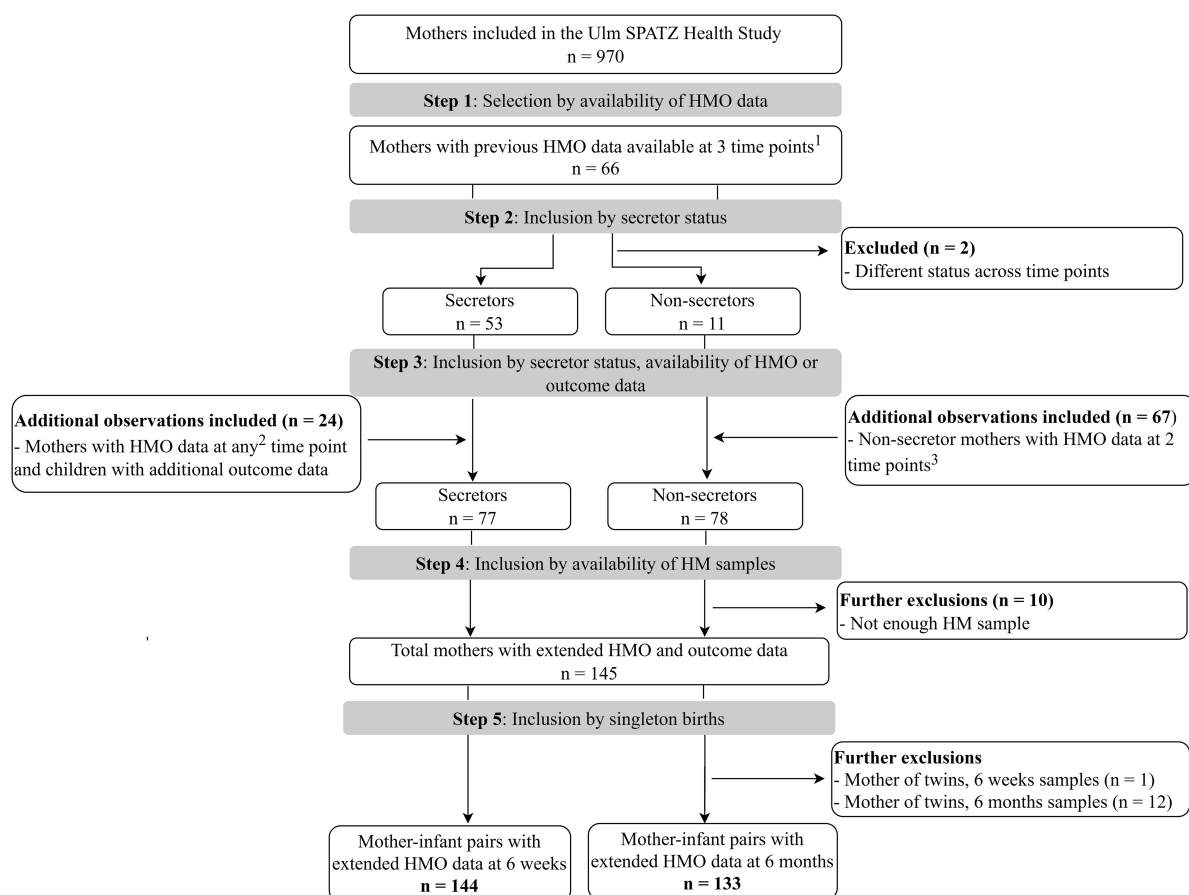 Mothers included in the Ulm SPATZ Health Study
n = 970
Step 1: Selection by availability of HMO data
Mothers with previous HMO data available at 3 time points1
n = 66
Step 2: Inclusion by secretor status
Excluded (n = 2)
- Different status across time points
Secretors
n = 53
Non-secretors
n = 11
Step 3: Inclusion by secretor status, availability of HMO or
outcome data
Additional observations included (n = 24)
- Mothers with HMO data at any2 time point
and children with additional outcome data
Additional observations included (n = 67)
- Non-secretor mothers with HMO data at 2
time points3
Secretors
n = 77
Non-secretors
n = 78
Step 4: Inclusion by availability of HM samples
Further exclusions (n = 10)
- Not enough HM sample
Total mothers with extended HMO and outcome data
n = 145
Step 5: Inclusion by singleton births
Further exclusions
- Mother of twins, 6 weeks samples (n = 1)
- Mother of twins, 6 months samples (n = 12)
Mother-infant pairs with
extended HMO data at 6 weeks
n = 144
Mother-infant pairs with
extended HMO data at 6 months
n = 133